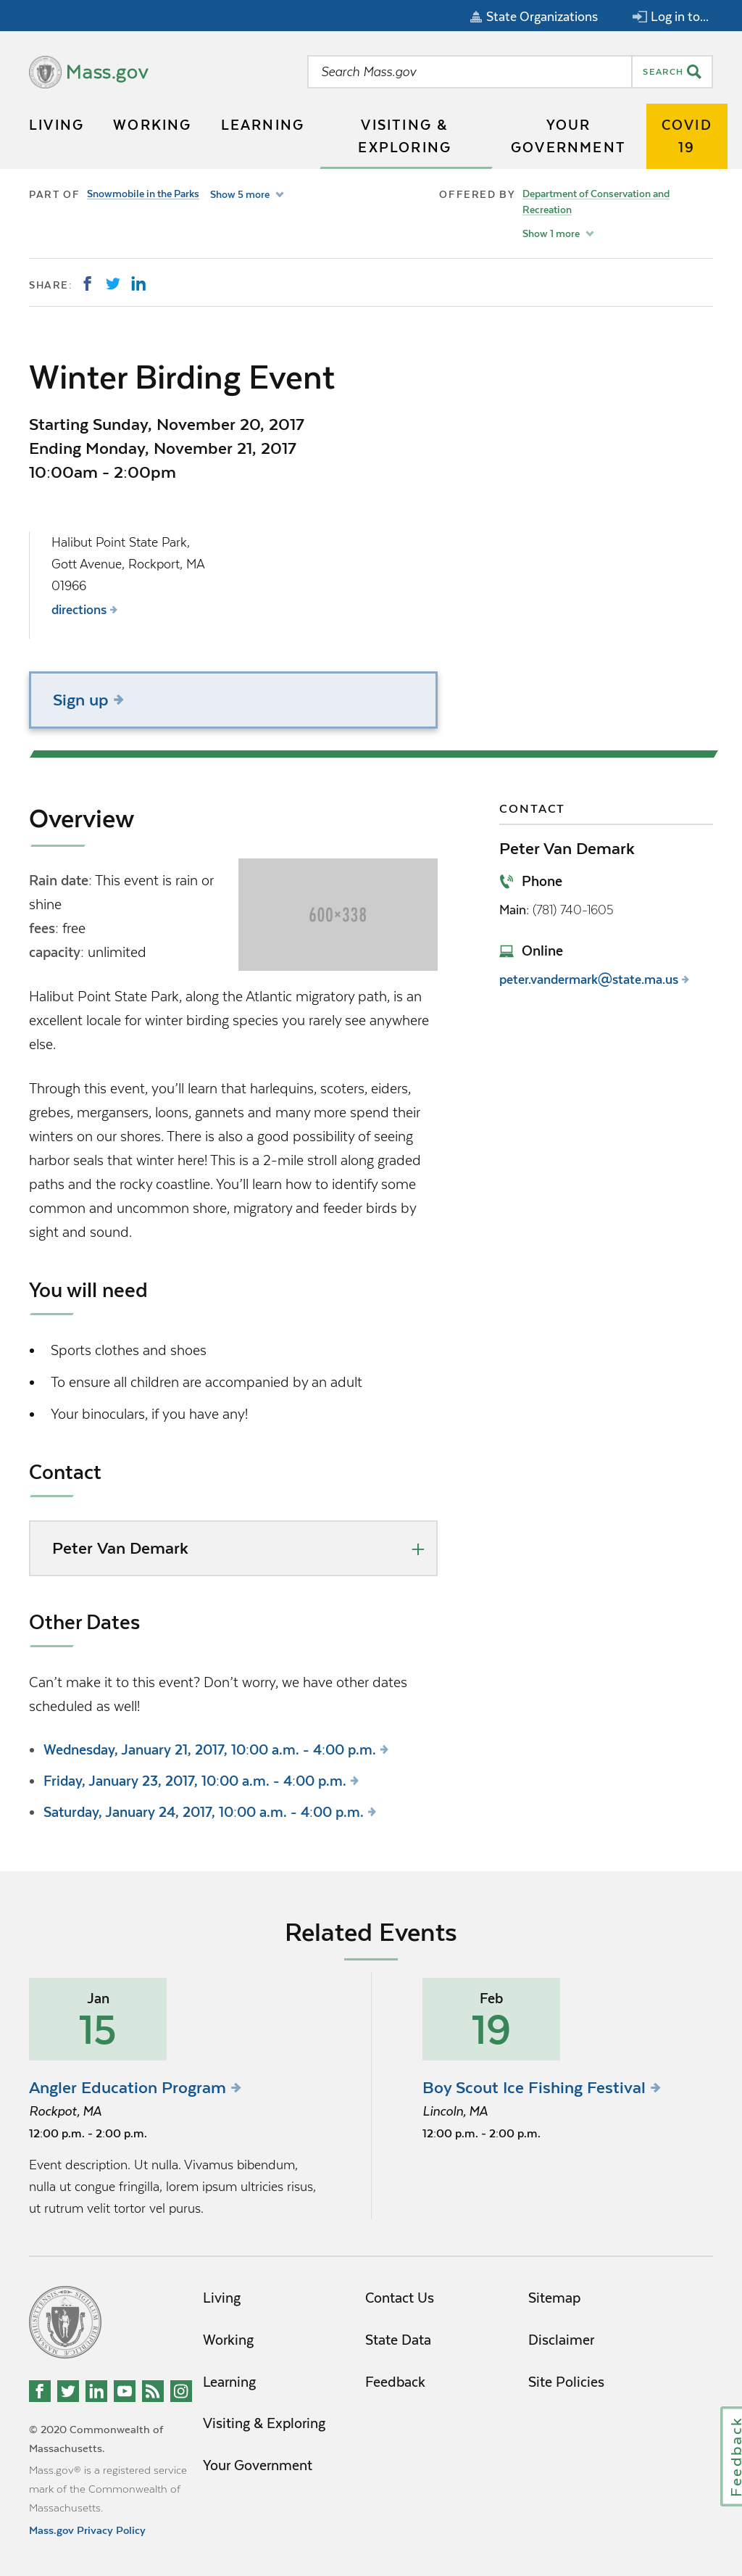 State Organizations
Log in to...
Mass.gov
Search Mass.gov
SEARCH
LIVING
WORKING
LEARNING
VISITING &
EXPLORING
YOUR
GOVERNMENT
COVID
19
PART OF
Snowmobile in the Parks
Show 5 more
OFFERED BY
Department of Conservation and
Recreation
Show 1 more
SHARE:
Winter Birding Event
Starting Sunday, November 20, 2017
Ending Monday, November 21, 2017
10:00am - 2:00pm
Halibut Point State Park,
Gott Avenue, Rockport, MA
01966
directions
Sign up
Overview
Rain date: This event is rain or
shine
fees: free
capacity: unlimited
600×338
Halibut Point State Park, along the Atlantic migratory path, is an
excellent locale for winter birding species you rarely see anywhere
else.
Through this event, you’ll learn that harlequins, scoters, eiders,
grebes, mergansers, loons, gannets and many more spend their
winters on our shores. There is also a good possibility of seeing
harbor seals that winter here! This is a 2-mile stroll along graded
paths and the rocky coastline. You’ll learn how to identify some
common and uncommon shore, migratory and feeder birds by
sight and sound.
You will need
Sports clothes and shoes
To ensure all children are accompanied by an adult
Your binoculars, if you have any!
Contact
Peter Van Demark
Other Dates
Can’t make it to this event? Don’t worry, we have other dates
scheduled as well!
Wednesday, January 21, 2017, 10:00 a.m. - 4:00 p.m.
Friday, January 23, 2017, 10:00 a.m. - 4:00 p.m.
Saturday, January 24, 2017, 10:00 a.m. - 4:00 p.m.
CONTACT
Peter Van Demark
Phone
Main: (781) 740-1605
Online
peter.vandermark@state.ma.us
Related Events
Jan
15
Angler Education Program
Rockpot, MA
12:00 p.m. - 2:00 p.m.
Event description. Ut nulla. Vivamus bibendum,
nulla ut congue fringilla, lorem ipsum ultricies risus,
ut rutrum velit tortor vel purus.
Feb
19
Boy Scout Ice Fishing Festival
Lincoln, MA
12:00 p.m. - 2:00 p.m.
Living
Working
Learning
Visiting & Exploring
Your Government
Contact Us
State Data
Feedback
Sitemap
Disclaimer
Site Policies
© 2020 Commonwealth of
Massachusetts.
Mass.gov® is a registered service
mark of the Commonwealth of
Massachusetts.
Mass.gov Privacy Policy
Feedback